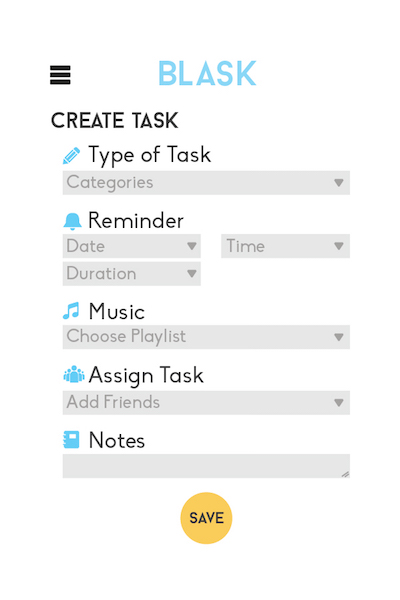 BLASK
CREATE TASK
Type of Task
Categories
Reminder
Date Time
Duration
Music
Choose Playlist
Assign Task
Add Friends
Notes
SAVE